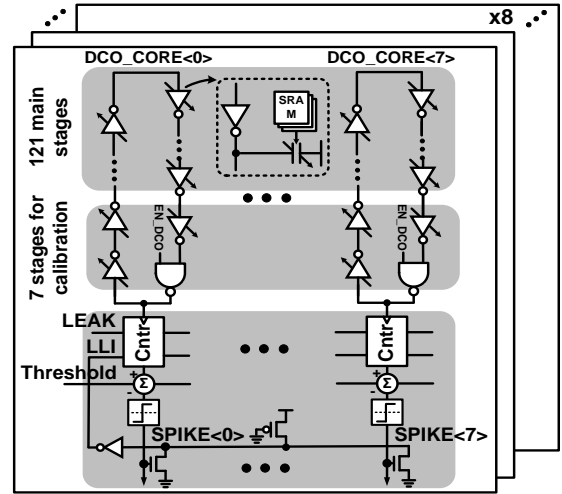 x8
DCO_CORE<0>
DCO_CORE<7>
121 main
stages
SRA
M
7 stages for
calibration
EN_DCO
EN_DCO
LEAK
LLI
Cntr
Cntr
Threshold
+
Σ
-
+
Σ
-
SPIKE<0>
SPIKE<7>